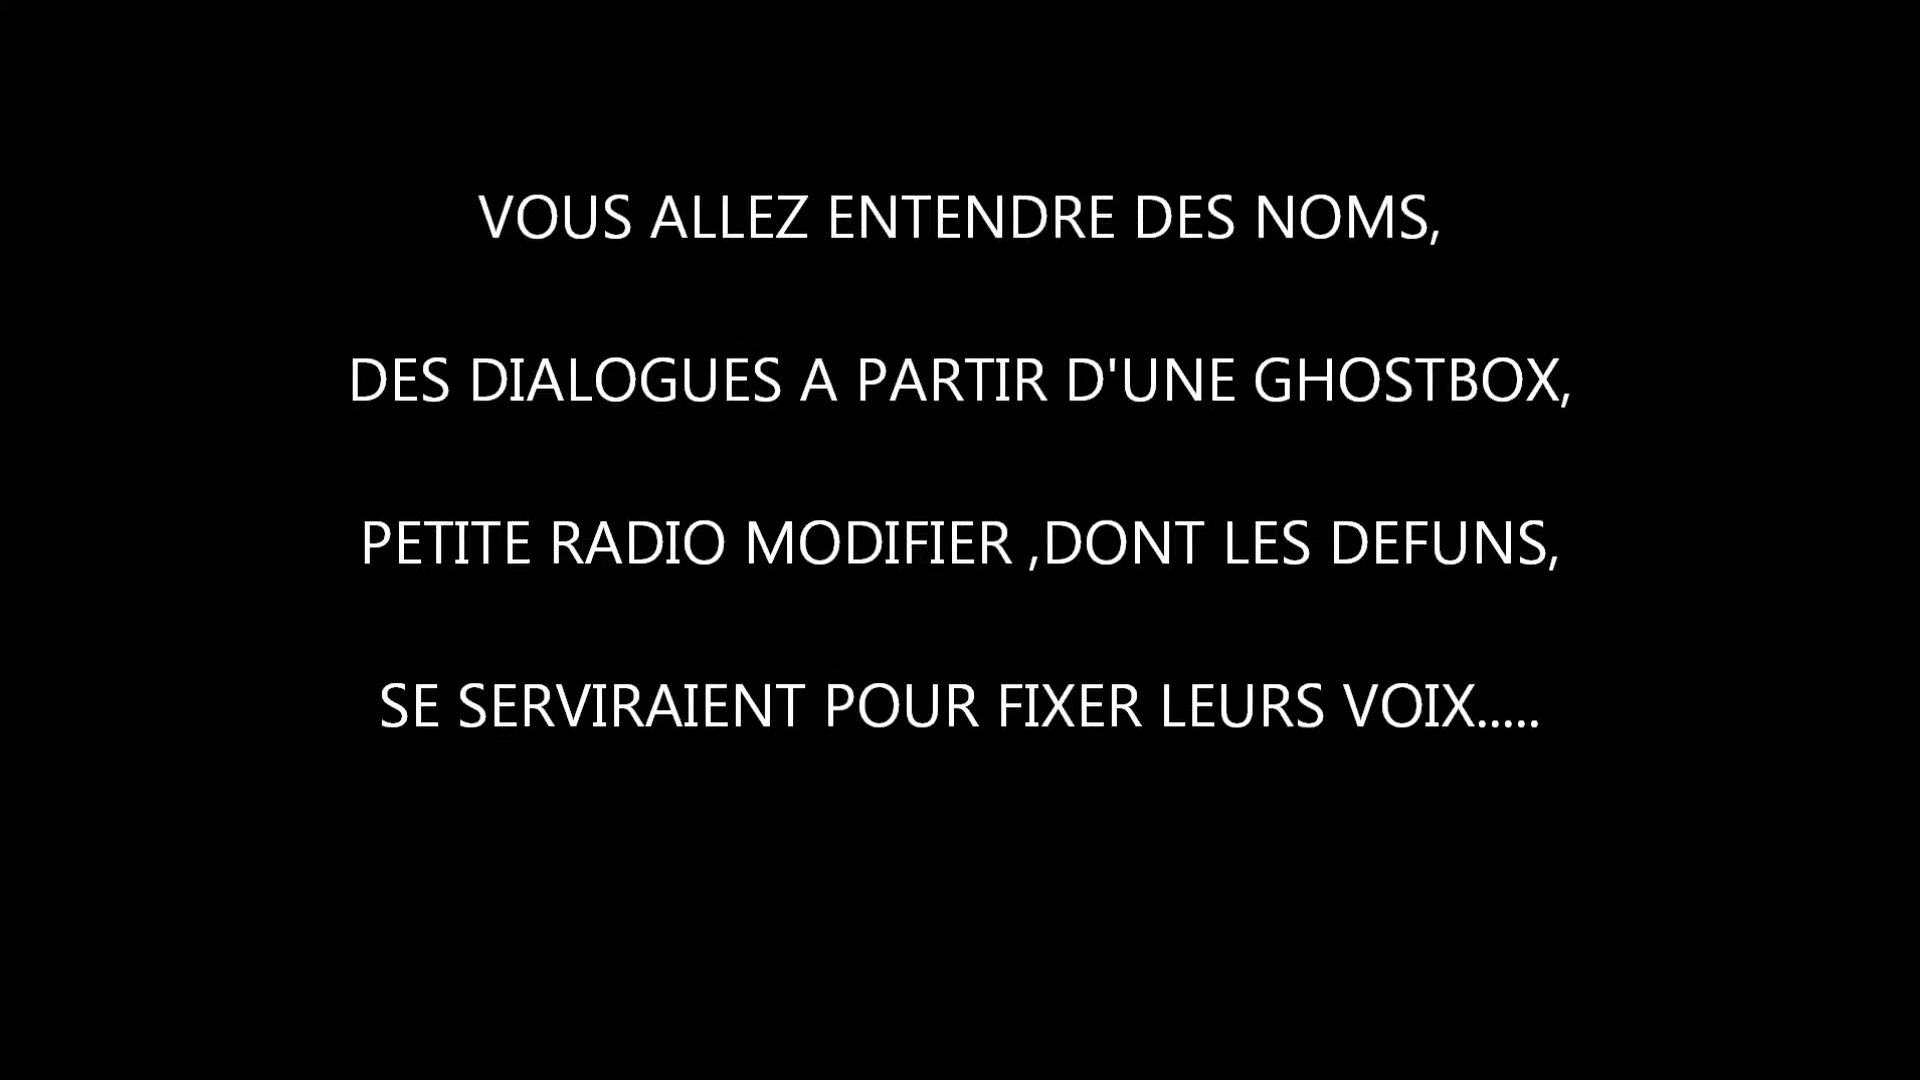 VOUS ALLEZ ENTENDRE DES NOMS,
DES DIALOGUES A PARTIR D'UNE GHOSTBOX,
PETITE RADIO MODIFIER ,DONT LES DEFUNS,
SE SERVIRAIENT POUR FIXER LEURS VOIX.....